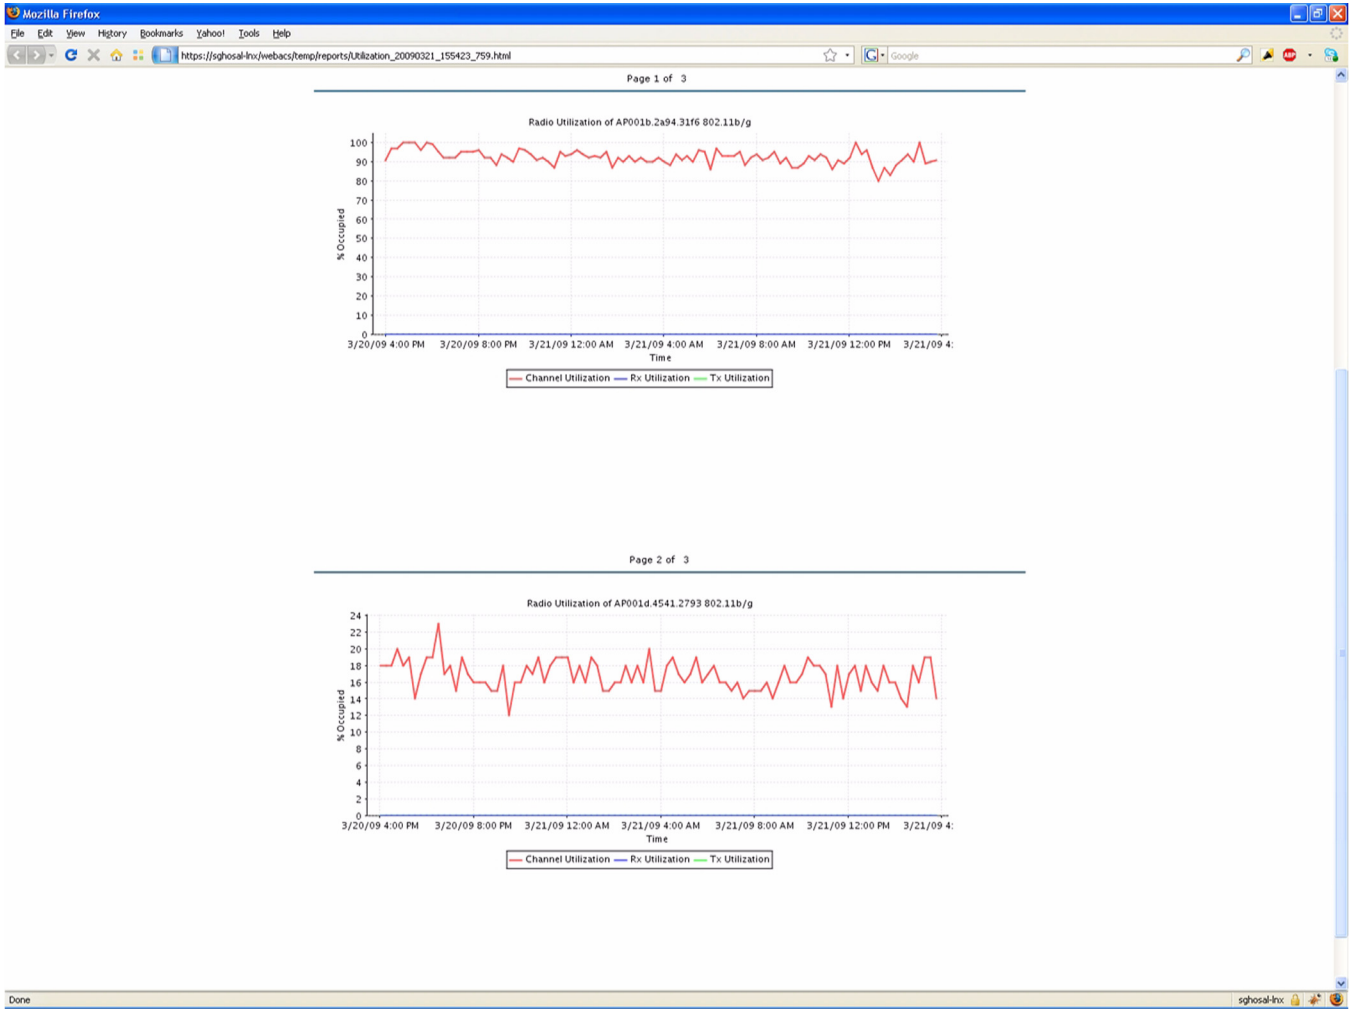 Mozilla Firefox
File Edit View History Bookmarks Yahoo! Tools Help
https://sghosal-lnx/webacs/temp/reports/Utilization_20090321_155423_759.html
G
Google
ABP
Page 1 of 3
Radio Utilization of AP001b.2a94.31f6 802.11b/g
100
90
80
70
60
50
40
30
20
10
0
% Occupied
3/20/09 4:00 PM 3/20/09 8:00 PM 3/21/09 12:00 AM 3/21/09 4:00 AM 3/21/09 8:00 AM 3/21/09 12:00 PM 3/21/09 4:
Time
Channel Utilization Rx Utilization Tx Utilization
Page 2 of 3
Radio Utilization of AP001d.4541.2793 802.11b/g
24
22
20
18
16
14
12
10
8
6
4
2
0
% Occupied
3/20/09 4:00 PM 3/20/09 8:00 PM 3/21/09 12:00 AM 3/21/09 4:00 AM 3/21/09 8:00 AM 3/21/09 12:00 PM 3/21/09 4:
Time
Channel Utilization Rx Utilization Tx Utilization
Done
sghosal-lnx